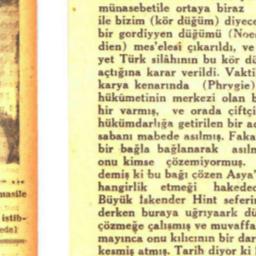 münasebetile ortaya biraz
ile bizim (kör düğüm) diyece
bir gordiyyen düğümü (Noe
dien) mes'elesi çıkarıldı, ve
yet Türk silâhının bu kör dü
açtığına karar verildi. Vakti
karya kenarında (Phrygie)
hükûmetinin merkezi olan b
hir varmış, ve orada çiftçi
hükümdarlığa getirilen bir ad
sabanı mabede asılmış. Faka
bir bağla bağlanarak asıln
onu kimse çözemiyormuş.
demiş ki bu bağı çözen Asya'
hangirlik etmeği hakedec
Büyük İskender Hint seferin
derken buraya uğrıyaark dü
çözmeğe çalışmış ve muvaffa
mayınca onu kılıcının bir dar
kesmiş atmış. Tarih diyor ki
masile
istib-